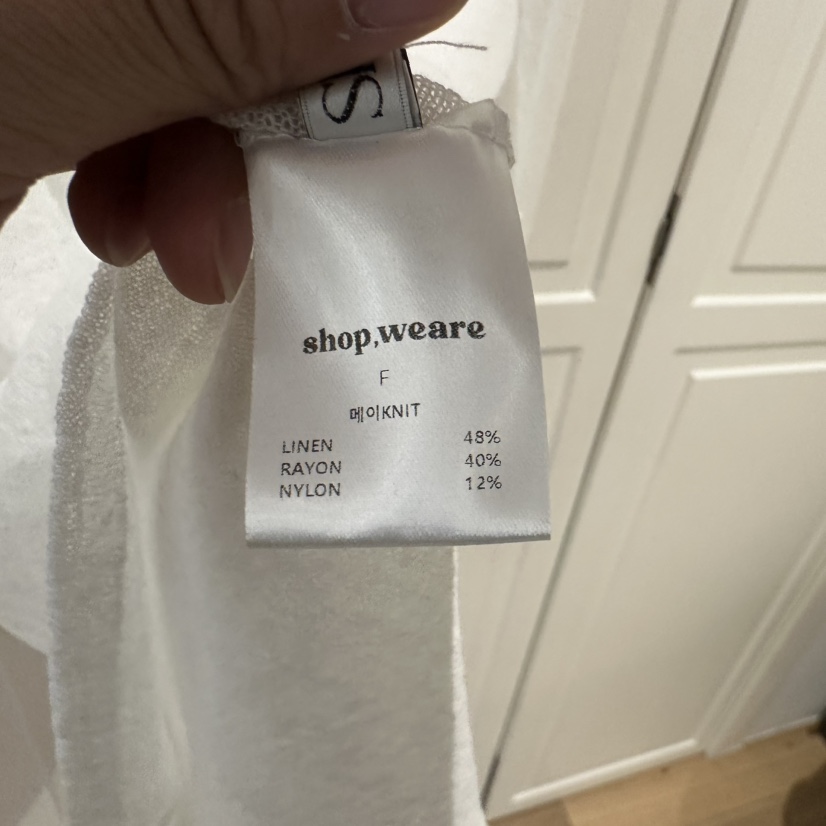 S
shop,weare
F
메이KNIT
LINEN 48%
RAYON 40%
NYLON 12%